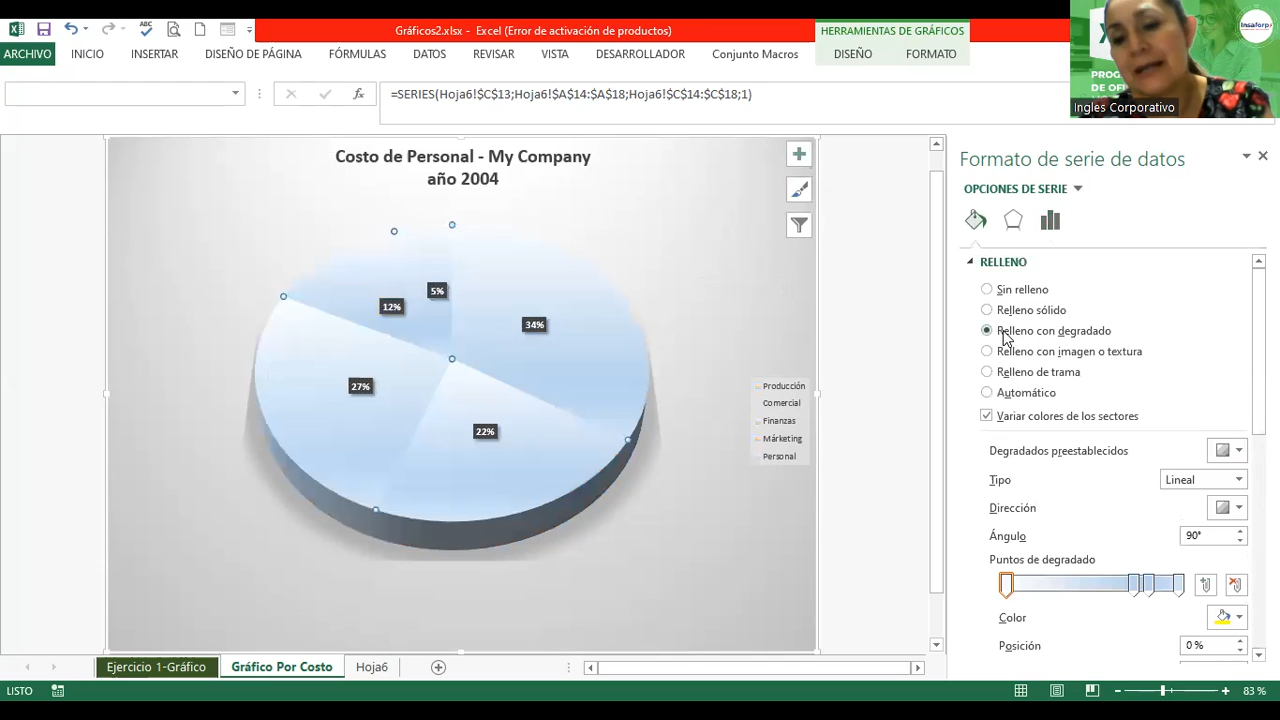 Gráficos2.xlsx - Excel (Error de activación de productos)
HERRAMIENTAS DE GRÁFICOS
ARCHIVO INICIO INSERTAR DISEÑO DE PÁGINA FÓRMULAS DATOS REVISAR VISTA DESARROLLADOR Conjunto Macros DISEÑO FORMATO
Insaforp
Ingles Corporativo
=SERIES(Hoja6!$C$13;Hoja6!$A$14:$A$18;Hoja6!$C$14:$C$18;1)
Costo de Personal - My Company
año 2004
5%
12%
34%
27%
22%
Producción
Comercial
Finanzas
Márketing
Personal
Formato de serie de datos
OPCIONES DE SERIE
RELLENO
Sin relleno
Relleno sólido
Relleno con degradado
Relleno con imagen o textura
Relleno de trama
Automático
Variar colores de los sectores
Degradados preestablecidos
Tipo Lineal
Dirección
Ángulo 90°
Puntos de degradado
Color
Posición 0 %
Ejercicio 1-Gráfico Gráfico Por Costo Hoja6
LISTO
83 %